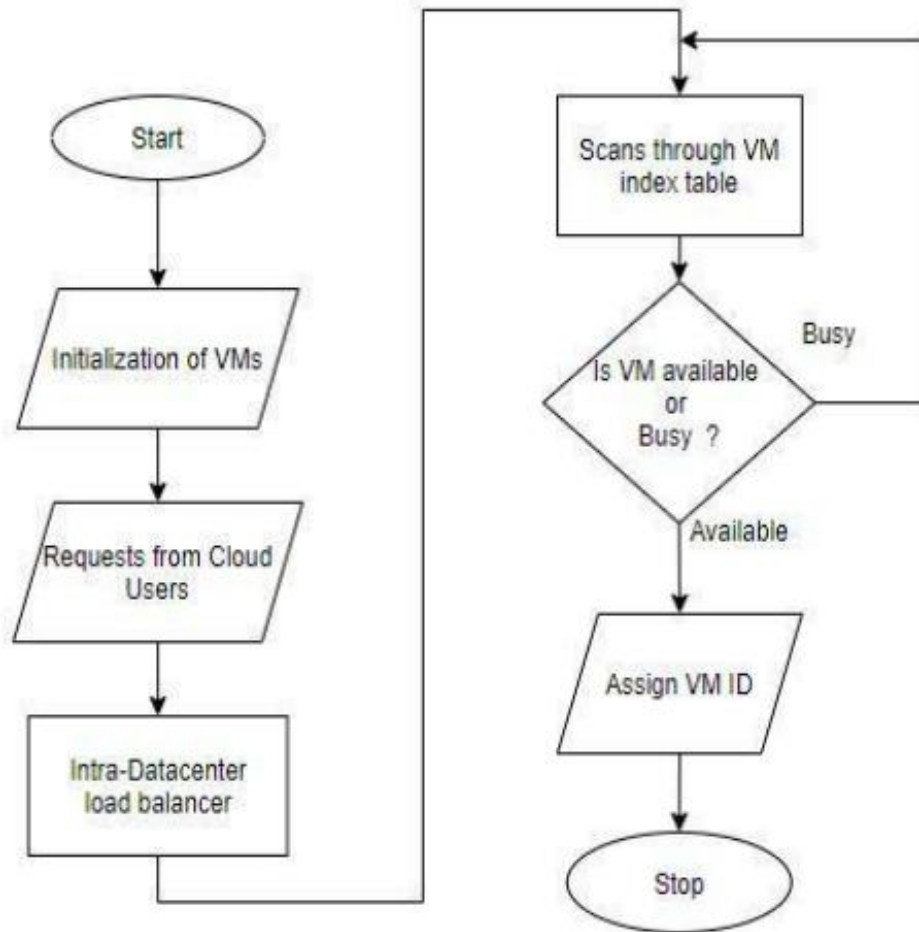 Start
Initialization of VMs
Requests from Cloud
Users
Intra-Datacenter
load balancer
Scans through VM
index table
Is VM available
or
Busy ?
Busy
Available
Assign VM ID
Stop